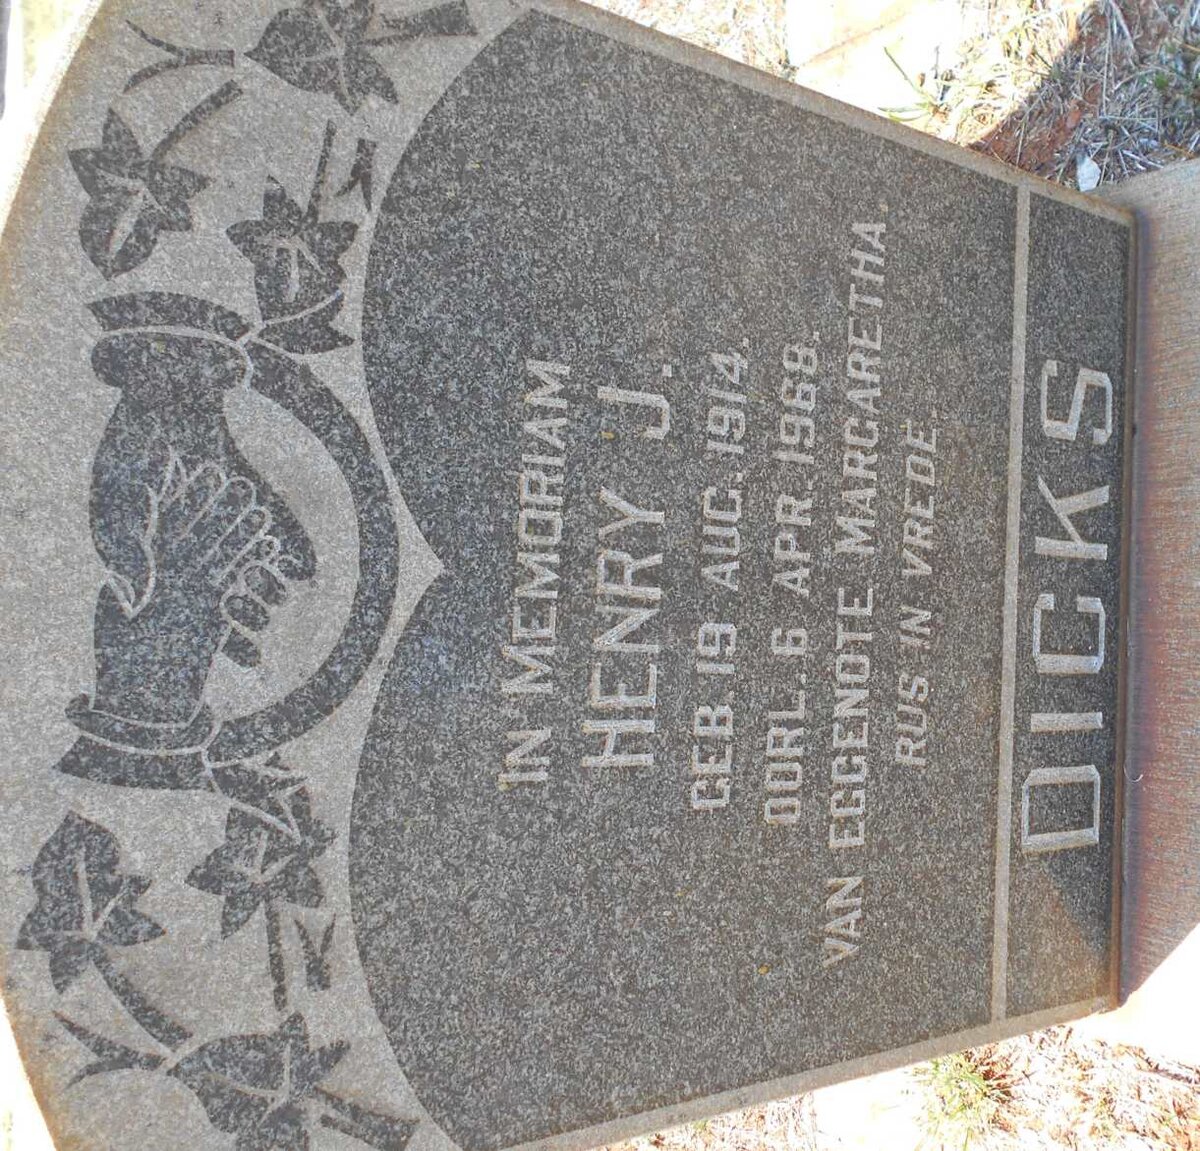 IN MEMORIAM
HENRY J.
GEB. 19 AUG. 1914.
OORL. 6 APR. 1968.
VAN EGGENOTE MARGARETHA.
RUS IN VREDE.
DICKS